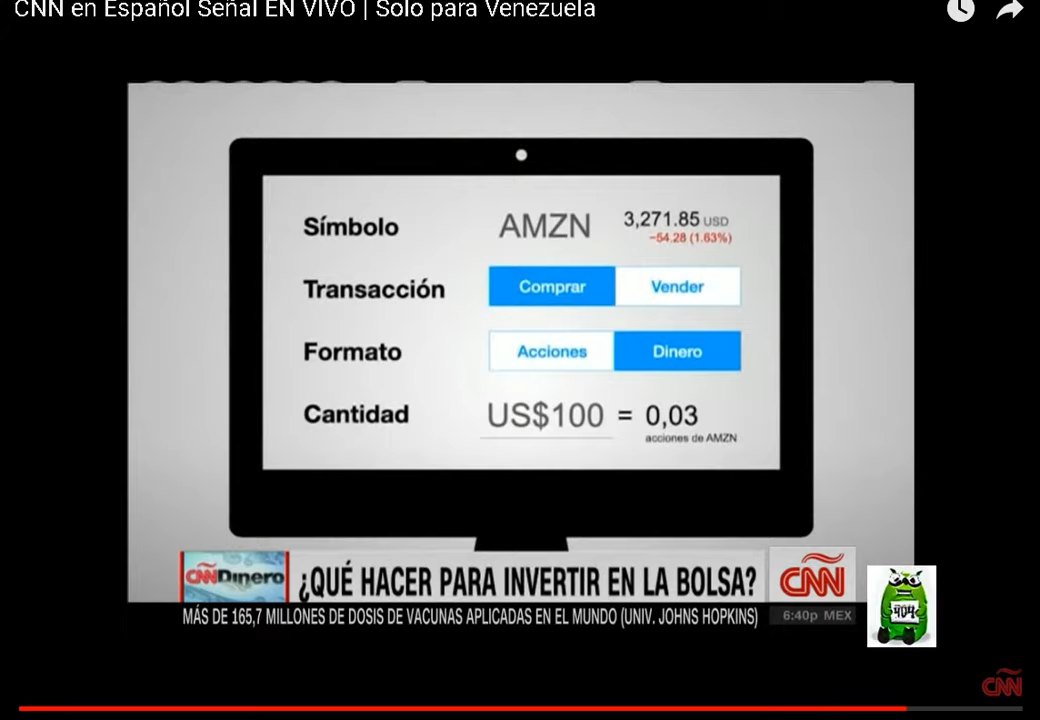 CNN en Español Señal EN VIVO | Solo para Venezuela
Símbolo AMZN 3,271.85 USD
−54.28 (1.63%)
Transacción Comprar Vender
Formato Acciones Dinero
Cantidad US$100 = 0,03
acciones de AMZN
CNNDinero ¿QUÉ HACER PARA INVERTIR EN LA BOLSA? CNN
MÁS DE 165,7 MILLONES DE DOSIS DE VACUNAS APLICADAS EN EL MUNDO (UNIV. JOHNS HOPKINS) 6:40p MEX
404
CNN